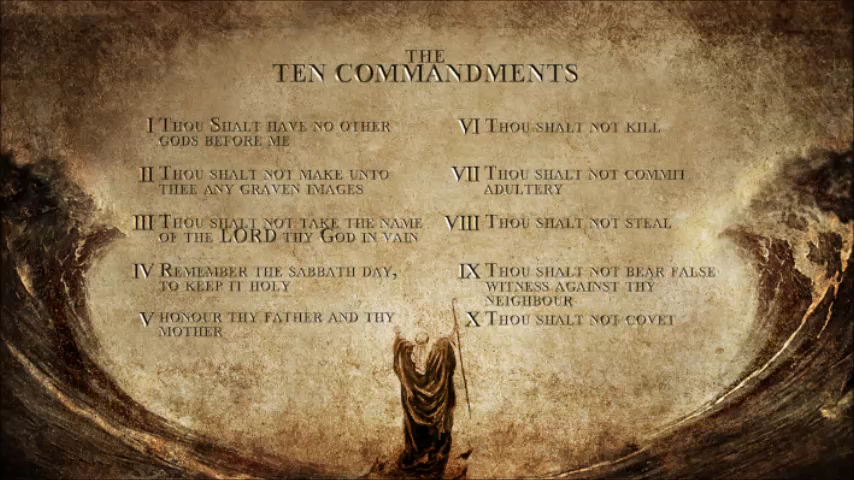 THE
TEN COMMANDMENTS
I THOU SHALT HAVE NO OTHER
GODS BEFORE ME
II THOU SHALT NOT MAKE UNTO
THEE ANY GRAVEN IMAGES
III THOU SHALT NOT TAKE THE NAME
OF THE LORD THY GOD IN VAIN
IV REMEMBER THE SABBATH DAY,
TO KEEP IT HOLY
V HONOUR THY FATHER AND THY
MOTHER
VI THOU SHALT NOT KILL
VII THOU SHALT NOT COMMIT
ADULTERY
VIII THOU SHALT NOT STEAL
IX THOU SHALT NOT BEAR FALSE
WITNESS AGAINST THY
NEIGHBOUR
X THOU SHALT NOT COVET